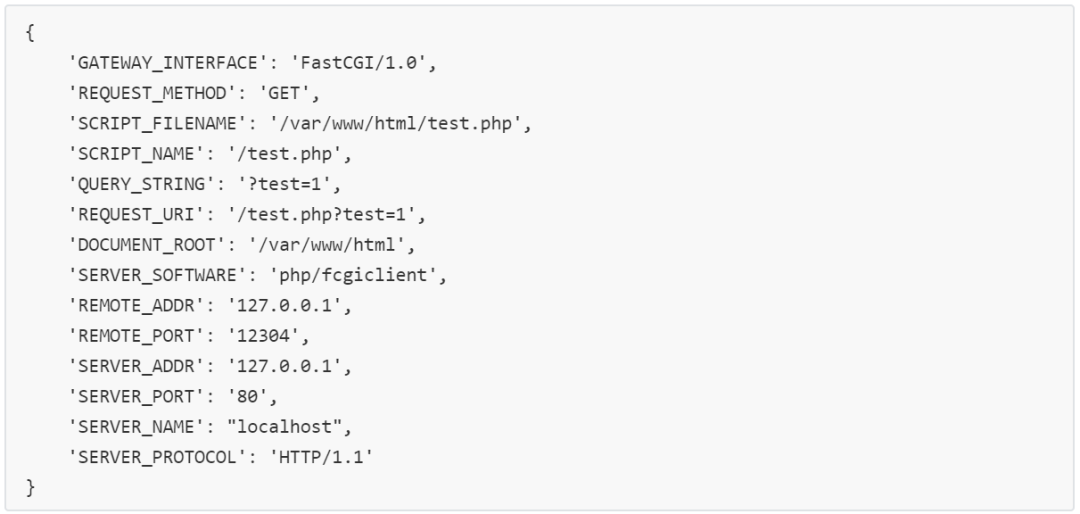 {
    'GATEWAY_INTERFACE': 'FastCGI/1.0',
    'REQUEST_METHOD': 'GET',
    'SCRIPT_FILENAME': '/var/www/html/test.php',
    'SCRIPT_NAME': '/test.php',
    'QUERY_STRING': '?test=1',
    'REQUEST_URI': '/test.php?test=1',
    'DOCUMENT_ROOT': '/var/www/html',
    'SERVER_SOFTWARE': 'php/fcgiclient',
    'REMOTE_ADDR': '127.0.0.1',
    'REMOTE_PORT': '12304',
    'SERVER_ADDR': '127.0.0.1',
    'SERVER_PORT': '80',
    'SERVER_NAME': "localhost",
    'SERVER_PROTOCOL': 'HTTP/1.1'
}